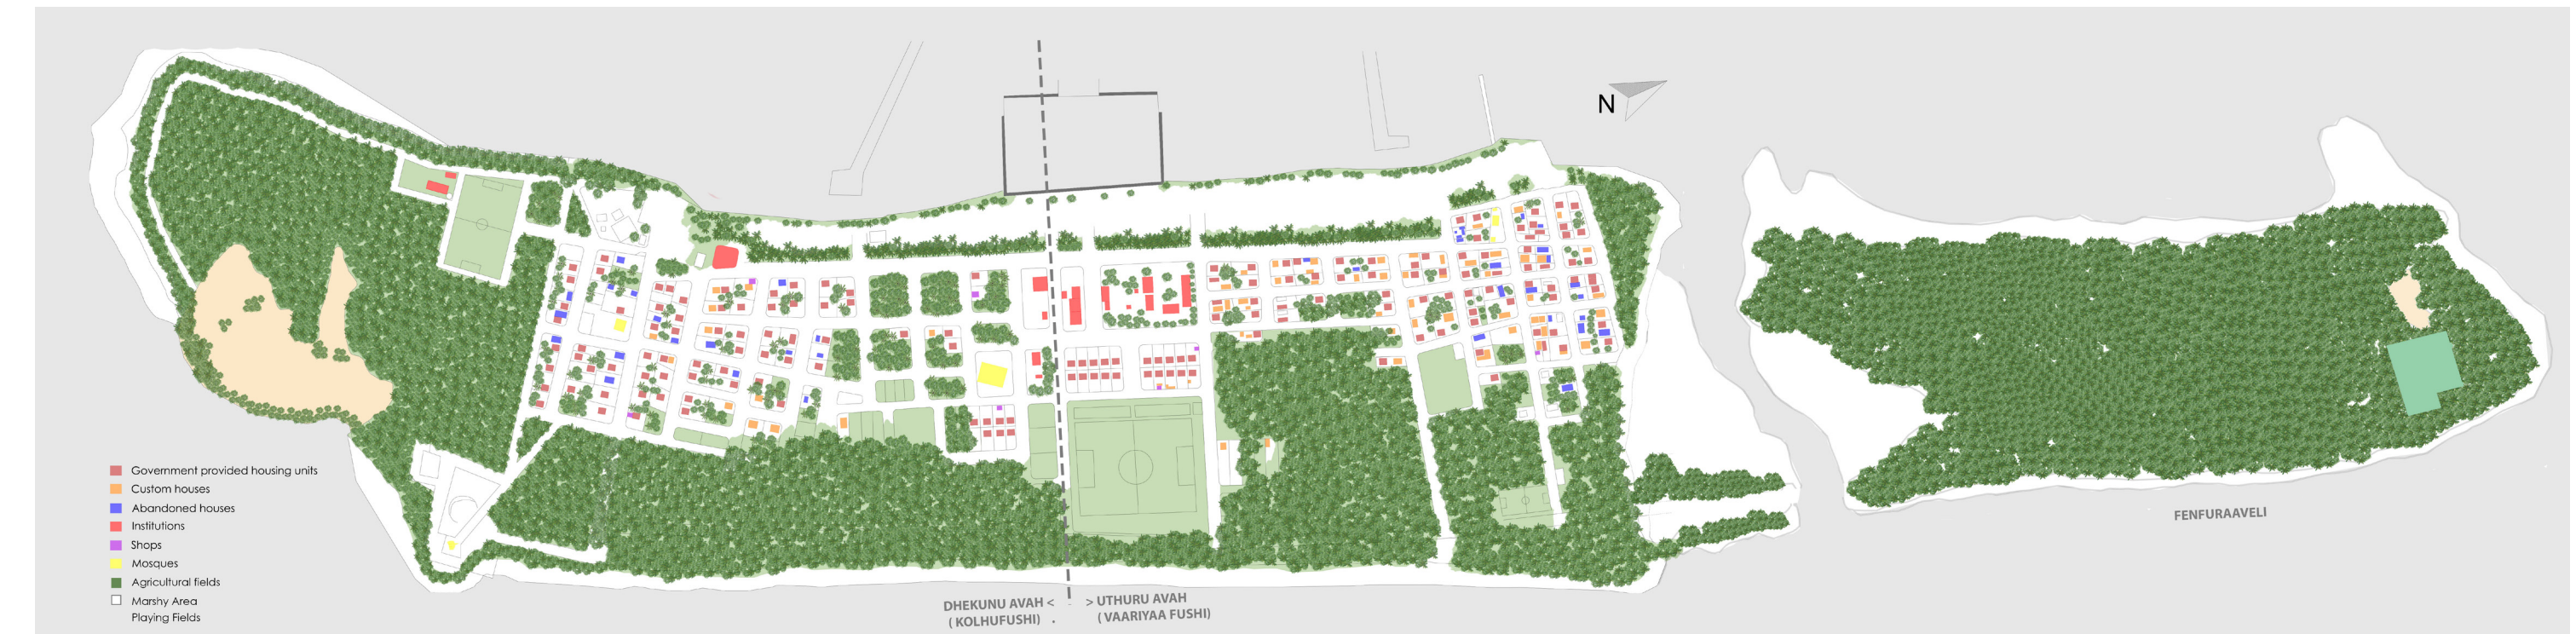 N
Government provided housing units
Custom houses
Abandoned houses
Institutions
Shops
Mosques
Agricultural fields
Marshy Area
Playing Fields
DHEKUNU AVAH <
( KOLHUFUSHI)
> UTHURU AVAH
( VAARIYAA FUSHI)
FENFURAAVELI